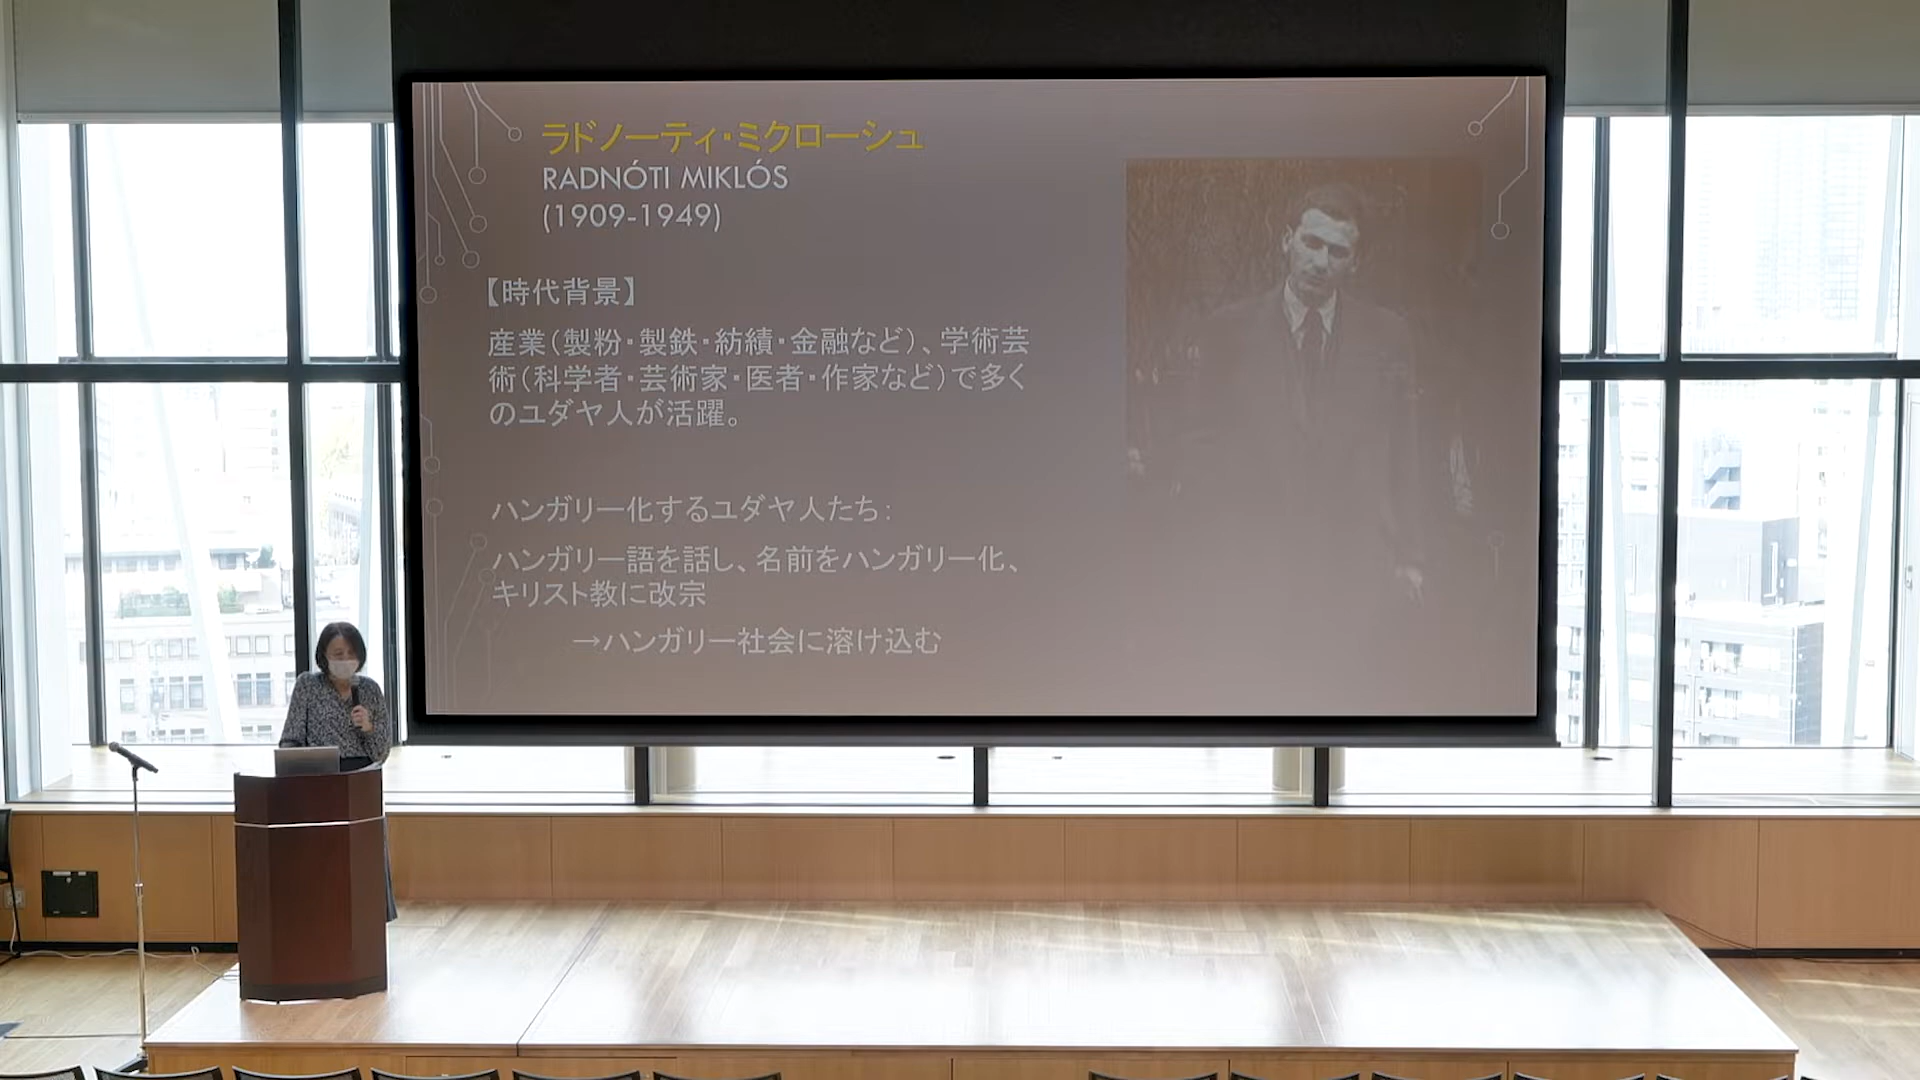 ラドノーティ・ミクローシュ
RADNÓTI MIKLÓS
(1909-1949)
【時代背景】
産業(製粉・製鉄・紡績・金融など)、学術芸
術(科学者・芸術家・医者・作家など)で多く
のユダヤ人が活躍。
ハンガリー化するユダヤ人たち:
ハンガリー語を話し、名前をハンガリー化、
キリスト教に改宗
→ハンガリー社会に溶け込む